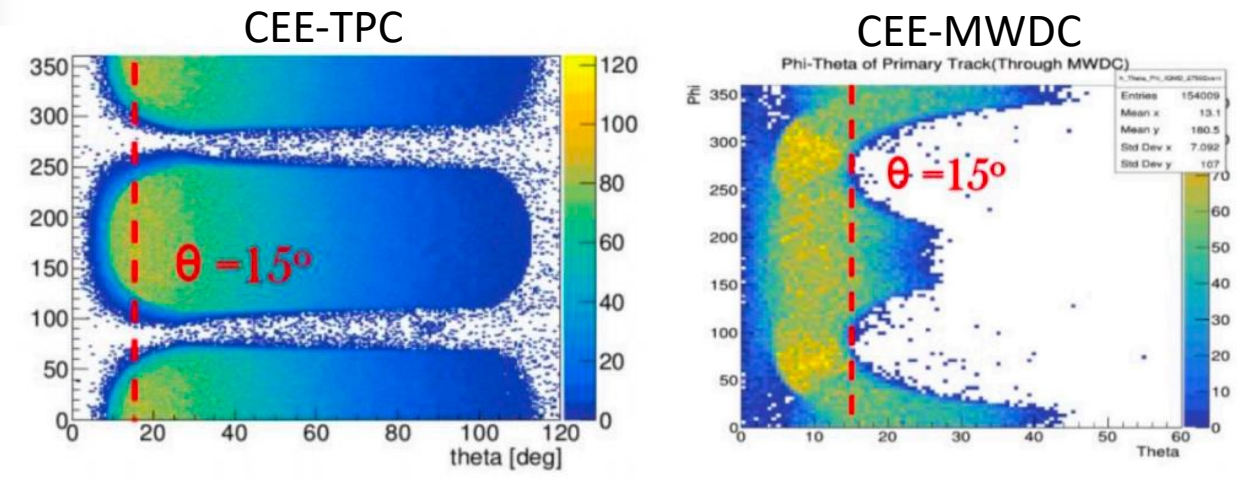 CEE-TPC
350
300
250
200
150
100
50
0
0 20 40 60 80 100 120
theta [deg]
120
100
80
60
40
20
0
θ =15º
CEE-MWDC
Phi-Theta of Primary Track(Through MWDC)
Entries 154009
Mean x 13.1
Mean y 180.5
Std Dev x 7.092
Std Dev y 107
Phi
350
300
250
200
150
100
50
0
0 10 20 30 40 50 60
Theta
70
60
50
40
30
20
10
0
θ =15º